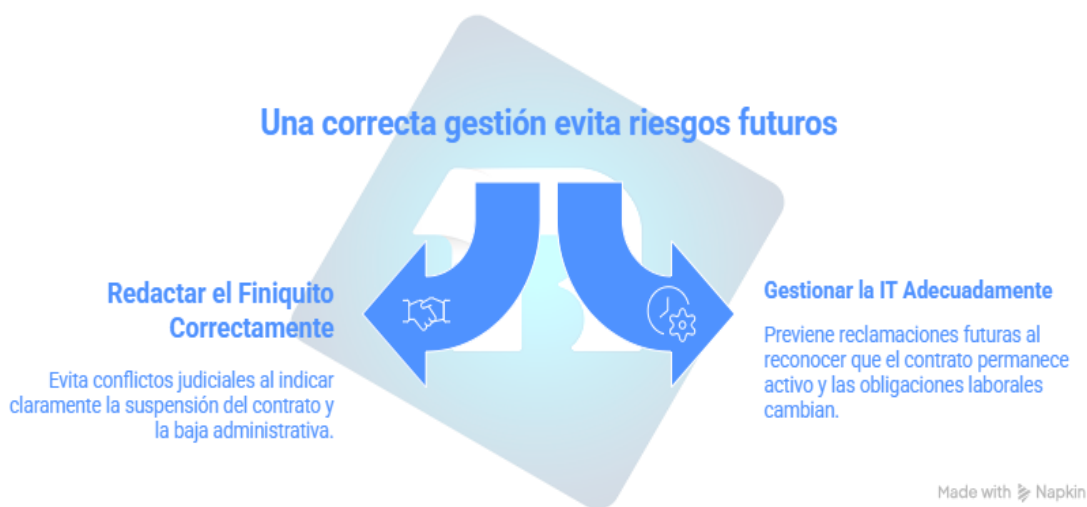 Una correcta gestión evita riesgos futuros
Redactar el Finiquito
Correctamente
Evita conflictos judiciales al indicar
claramente la suspensión del contrato y
la baja administrativa.
Gestionar la IT Adecuadamente
Previene reclamaciones futuras al
reconocer que el contrato permanece
activo y las obligaciones laborales
cambian.
Made with Napkin